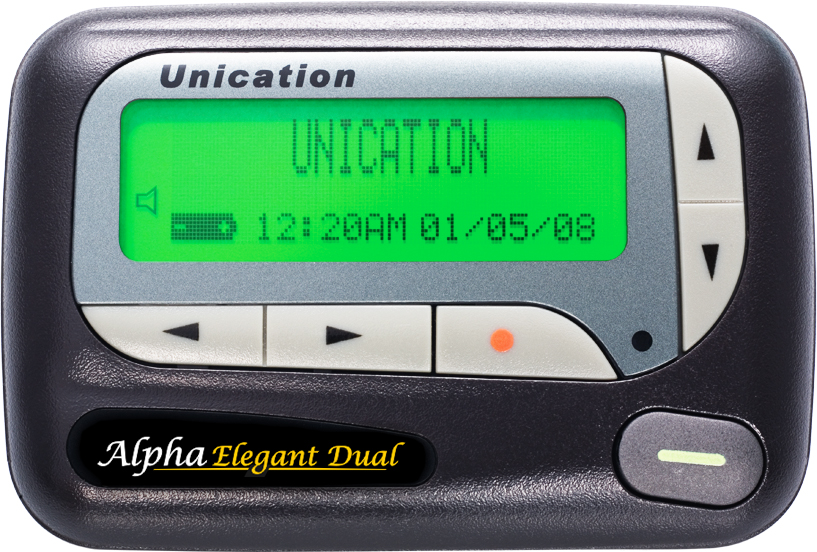 Unication
UNICATION
12:20AM 01/05/08
Alpha Elegant Dual